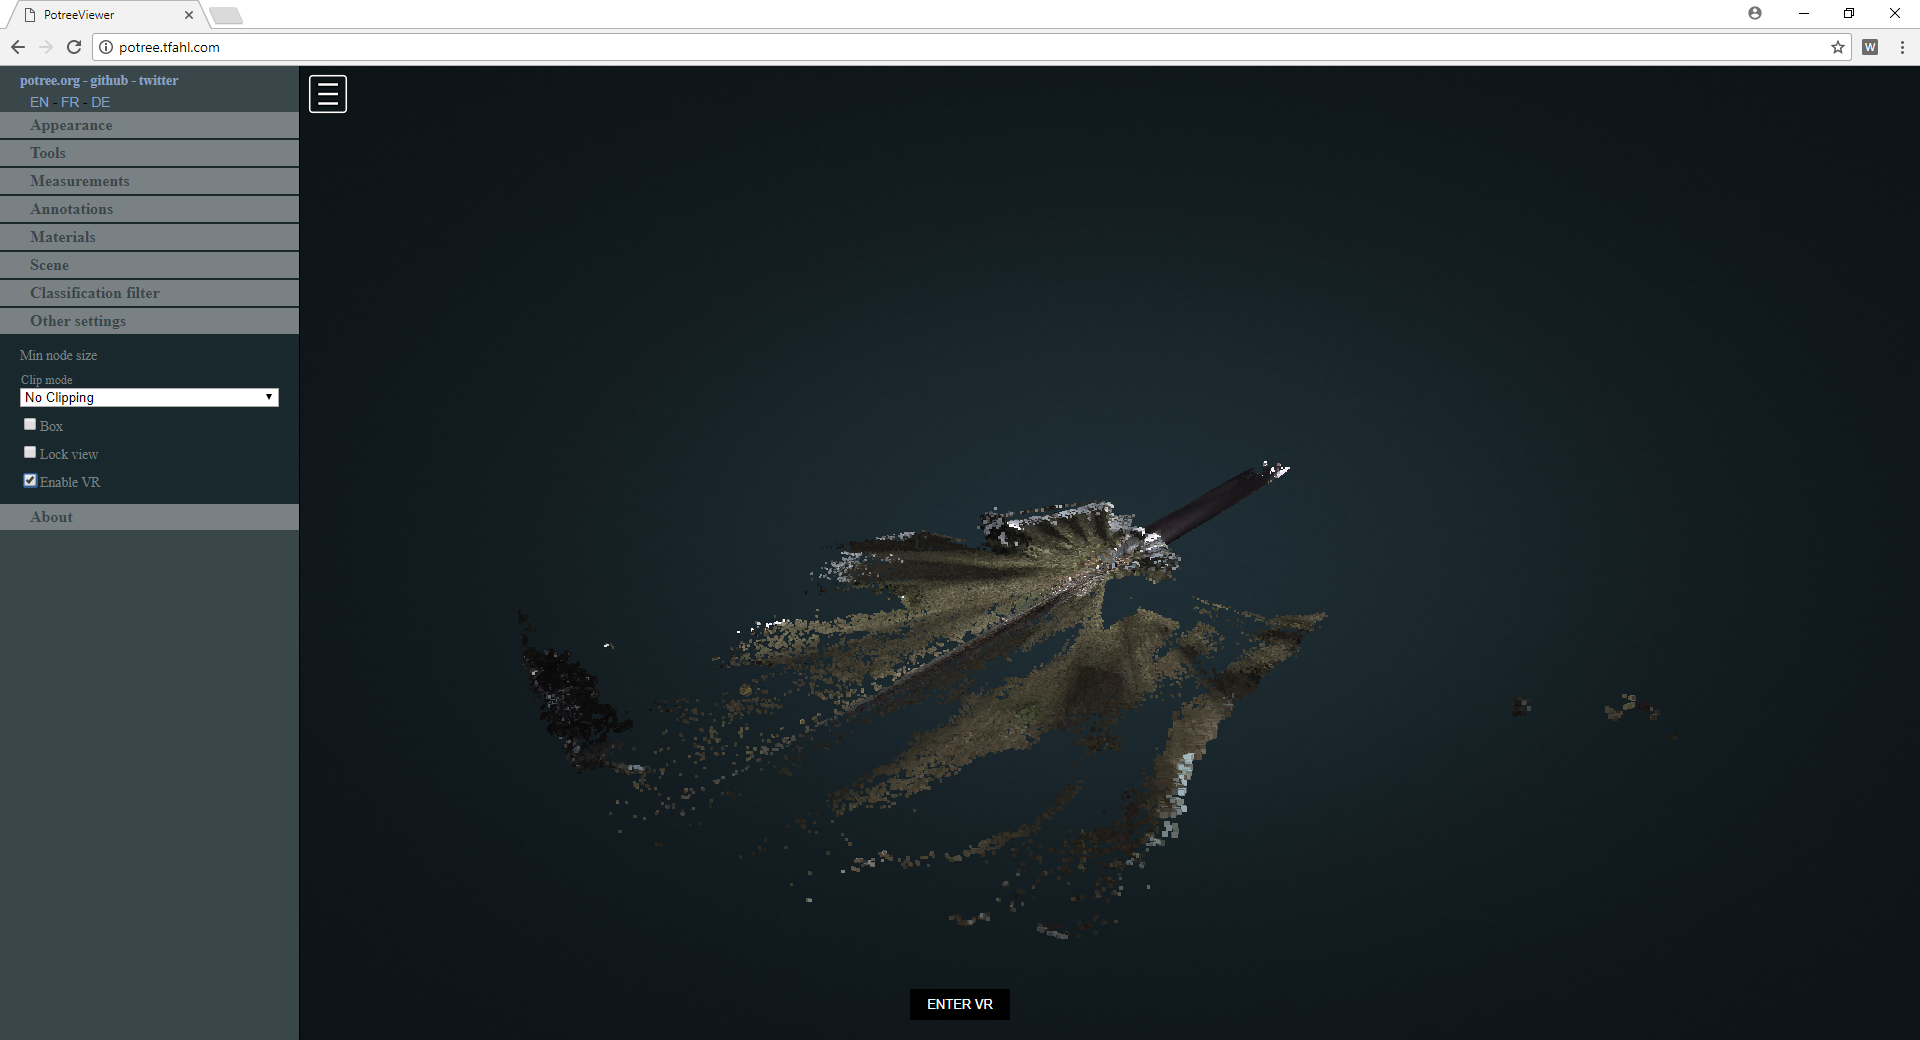 PotreeViewer
potree.tfahl.com
W
potree.org - github - twitter
EN - FR - DE
Appearance
Tools
Measurements
Annotations
Materials
Scene
Classification filter
Other settings
Min node size
Clip mode
No Clipping
Box
Lock view
Enable VR
About
ENTER VR